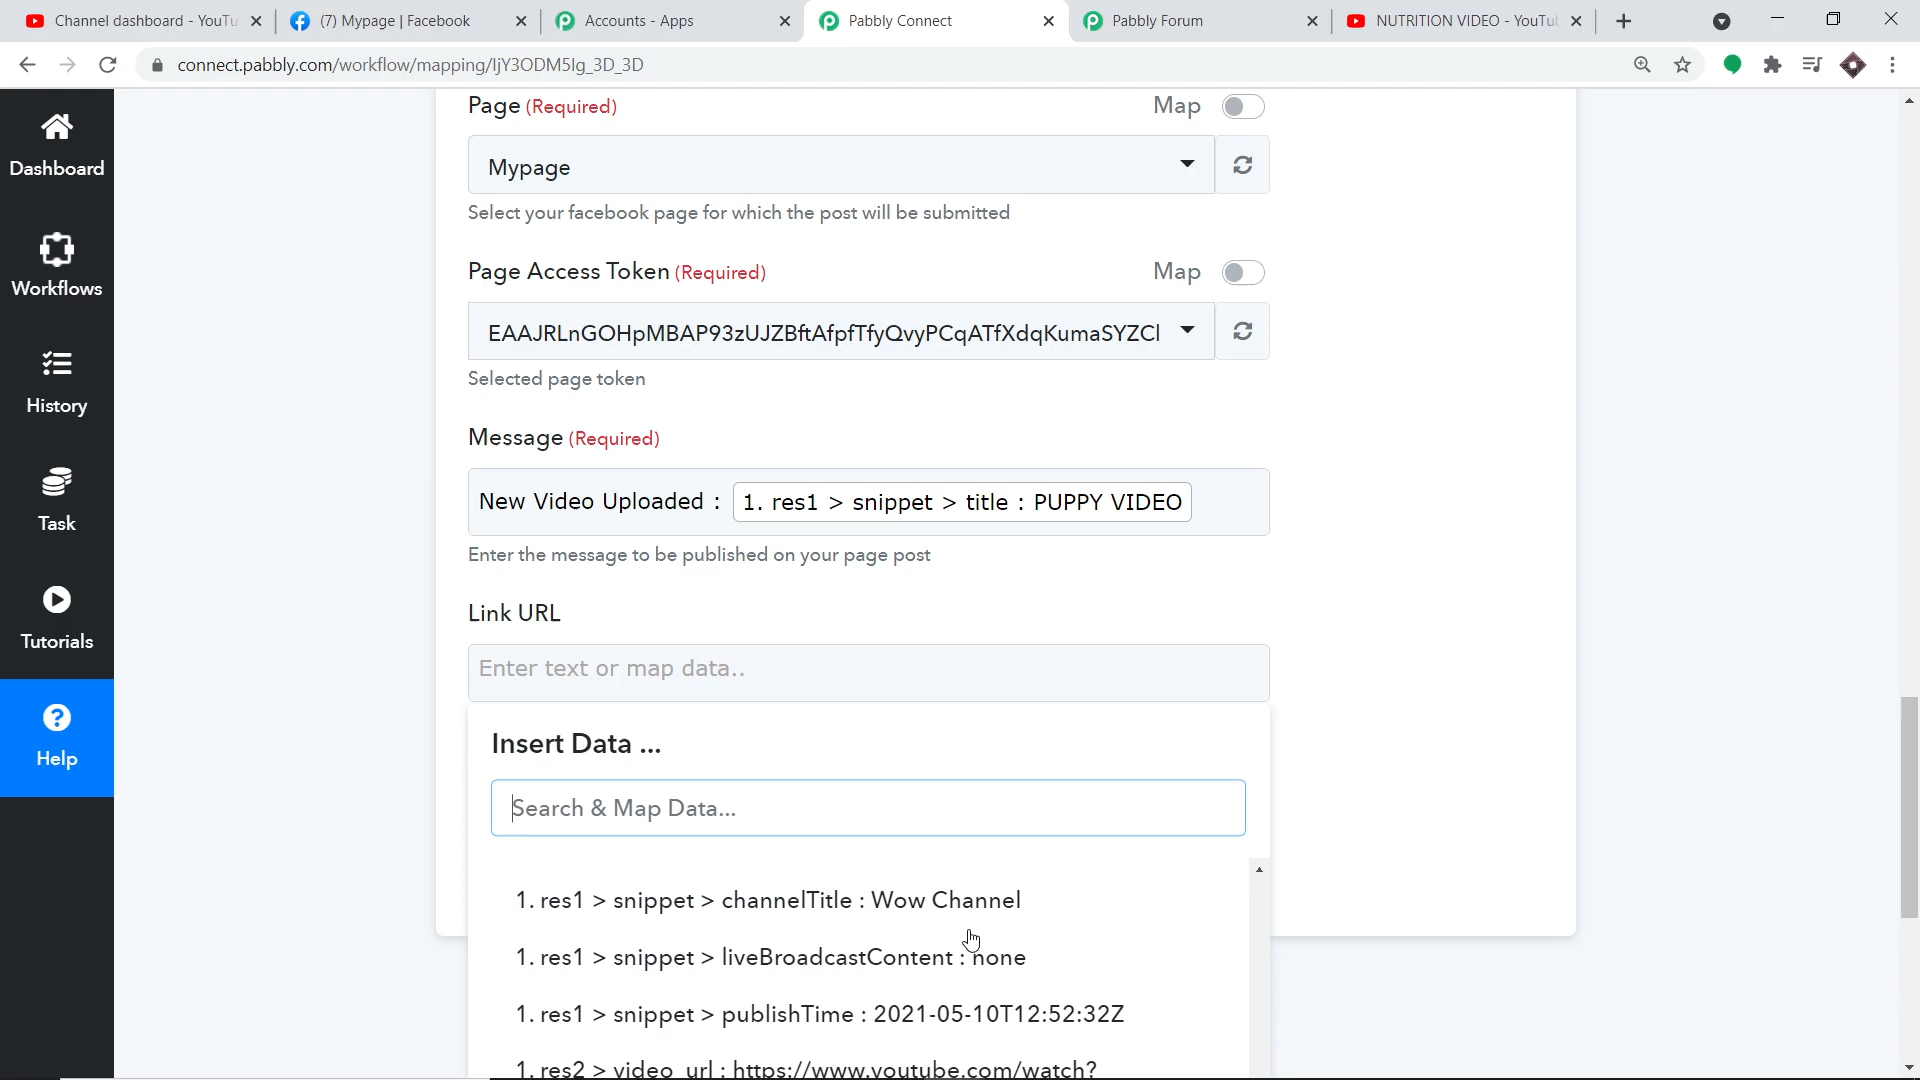 Channel dashboard - YouTu
(7) Mypage | Facebook
Accounts - Apps
Pabbly Connect
Pabbly Forum
NUTRITION VIDEO - YouTu
connect.pabbly.com/workflow/mapping/IjY3ODM5Ig_3D_3D
Dashboard
Workflows
History
Task
Tutorials
Help
Page (Required)
Map
Mypage
Select your facebook page for which the post will be submitted
Page Access Token (Required)
Map
EAAJRLnGOHpMBAP93zUJZBftAfpfTfyQvyPCqATfXdqKumaSYZCl
Selected page token
Message (Required)
New Video Uploaded : 1. res1 > snippet > title : PUPPY VIDEO
Enter the message to be published on your page post
Link URL
Enter text or map data..
Insert Data ...
Search & Map Data...
1. res1 > snippet > channelTitle : Wow Channel
1. res1 > snippet > liveBroadcastContent : none
1. res1 > snippet > publishTime : 2021-05-10T12:52:32Z
1. res2 > video_url : https://www.youtube.com/watch?